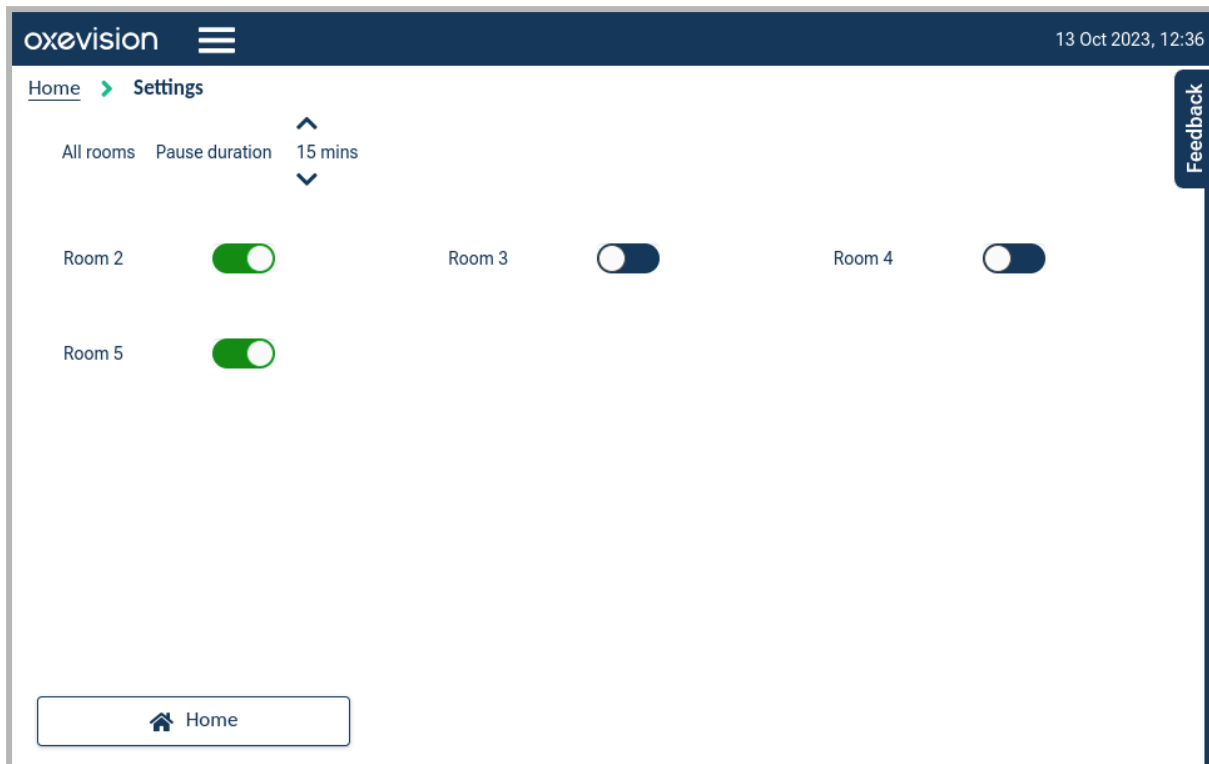 oxevision
13 Oct 2023, 12:36
Home Settings
Feedback
All rooms Pause duration 15 mins
Room 2 Room 3 Room 4
Room 5
Home